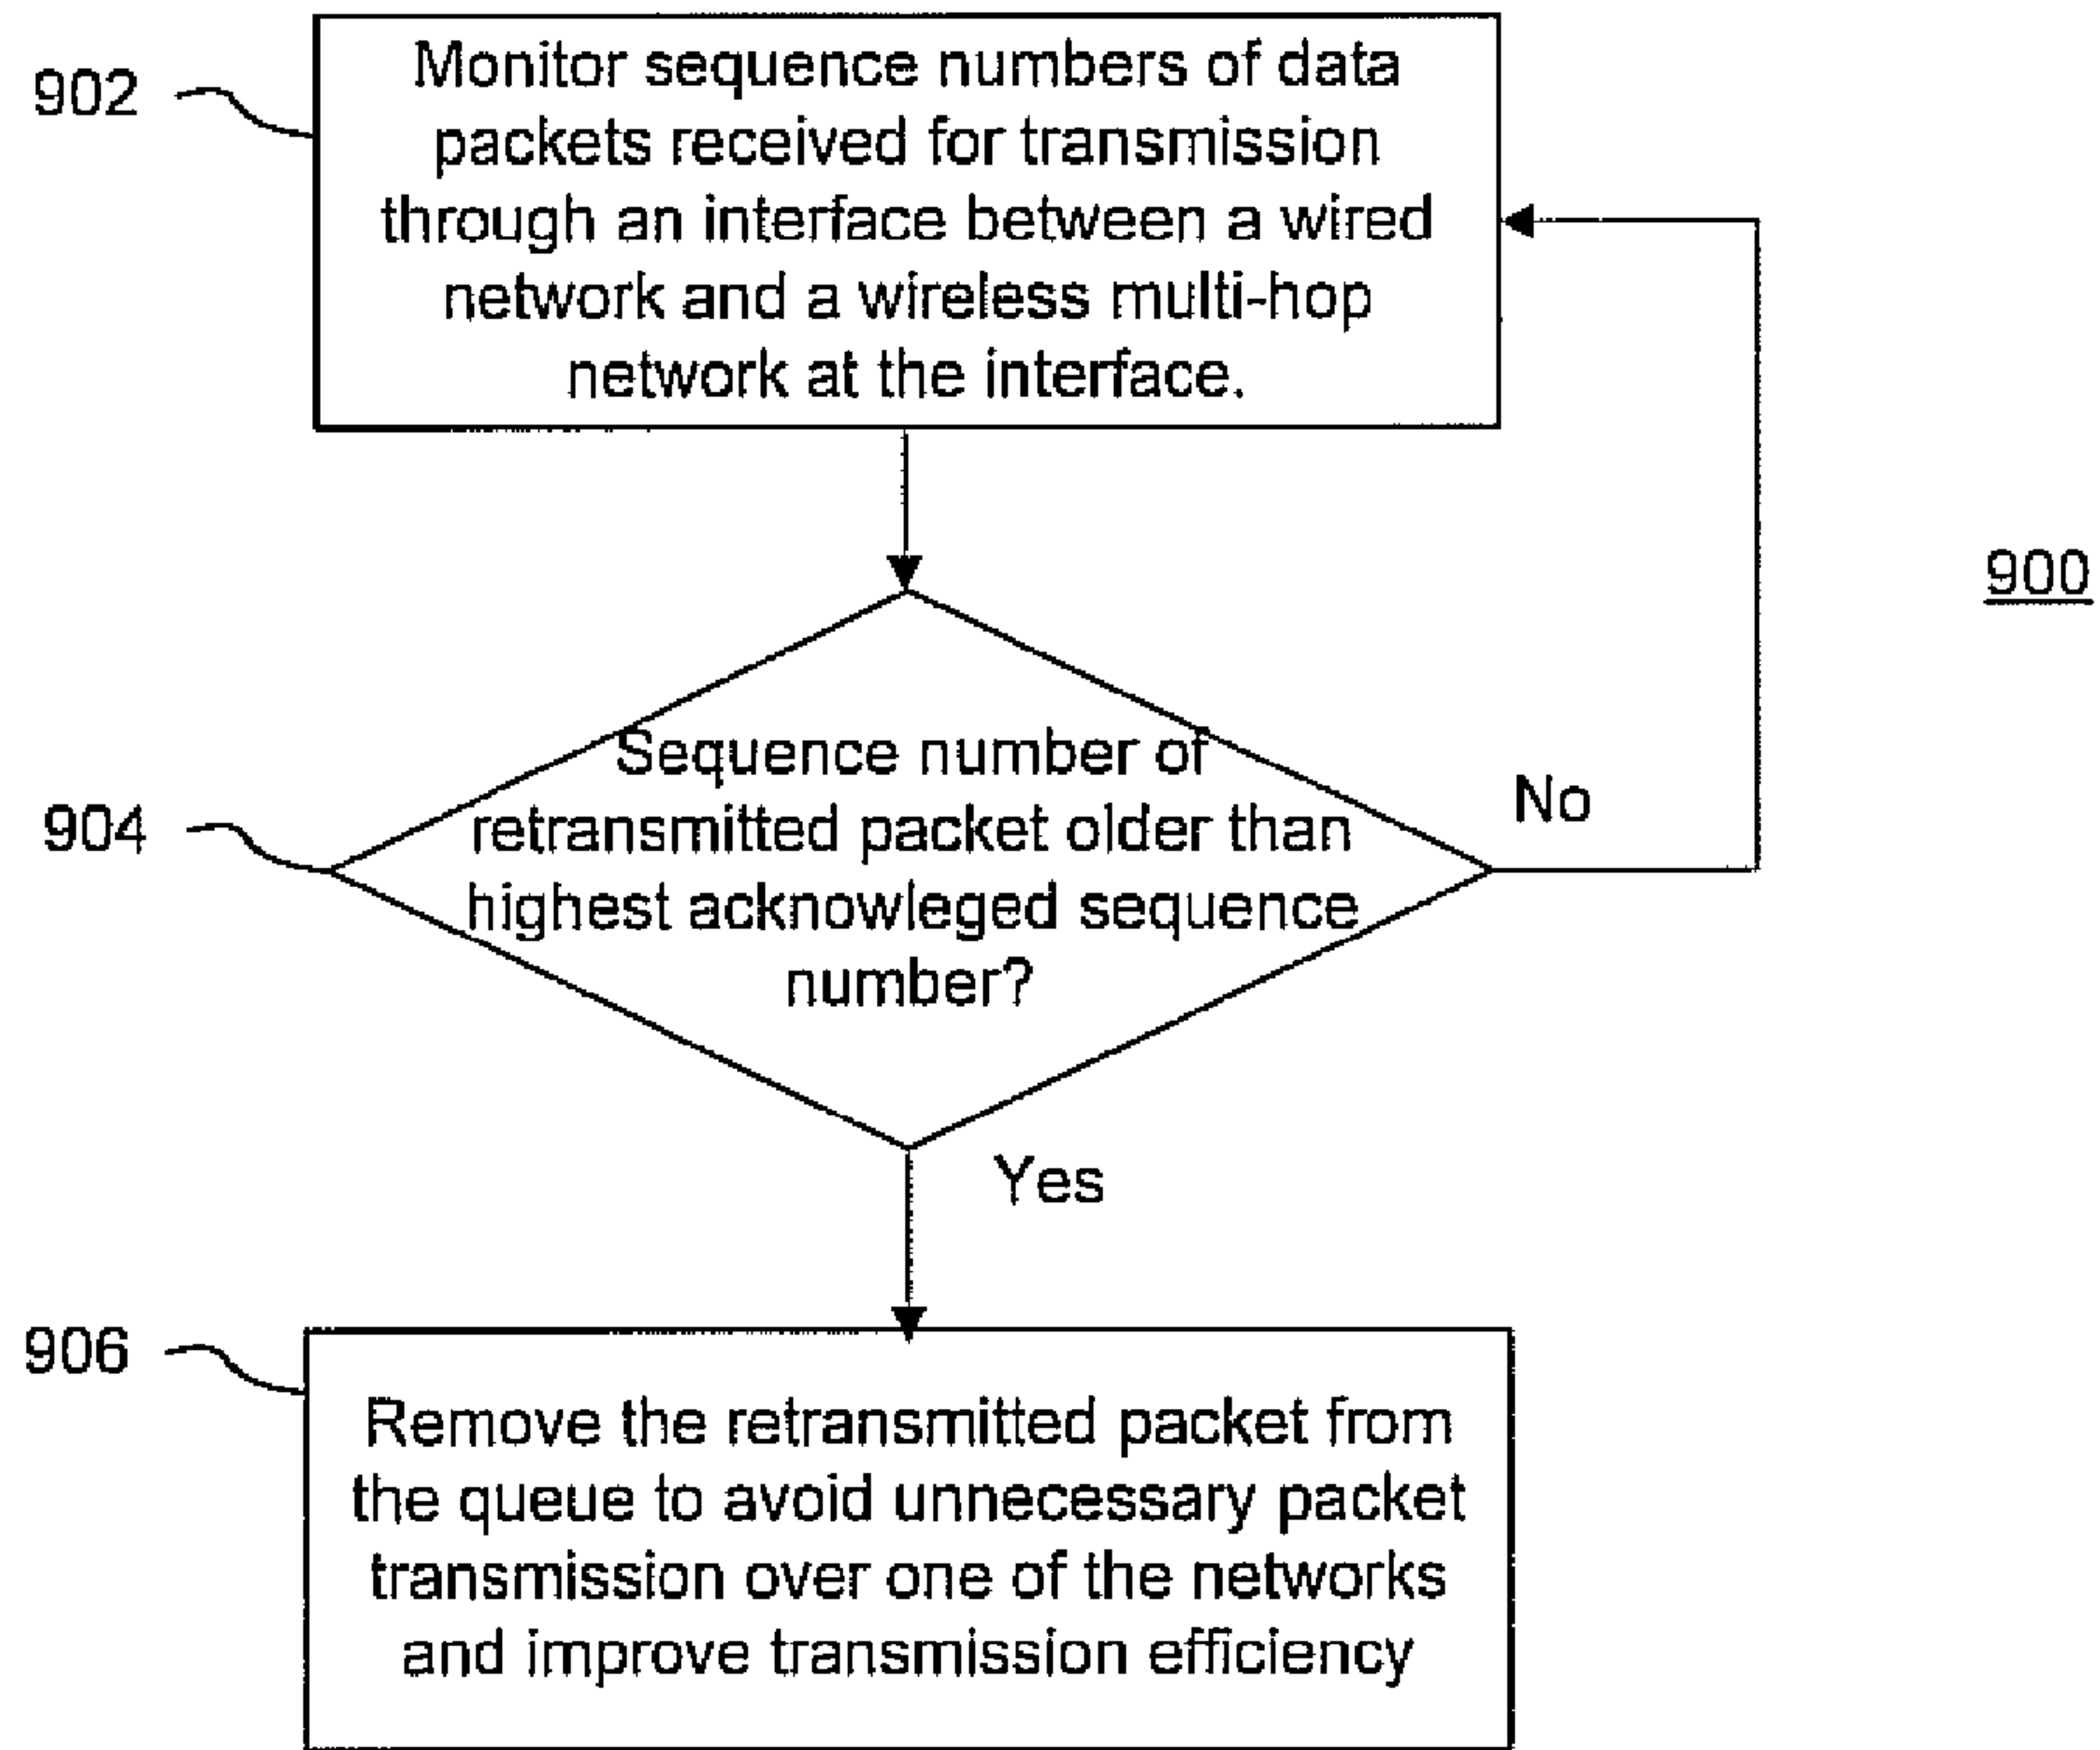 902
Monitor sequence numbers of data
packets received for transmission
through an interface between a wired
network and a wireless multi-hop
network at the interface.
900
904
Sequence number of
retransmitted packet older than
highest acknowleged sequence
number?
No
Yes
906
Remove the retransmitted packet from
the queue to avoid unnecessary packet
transmission over one of the networks
and improve transmission efficiency